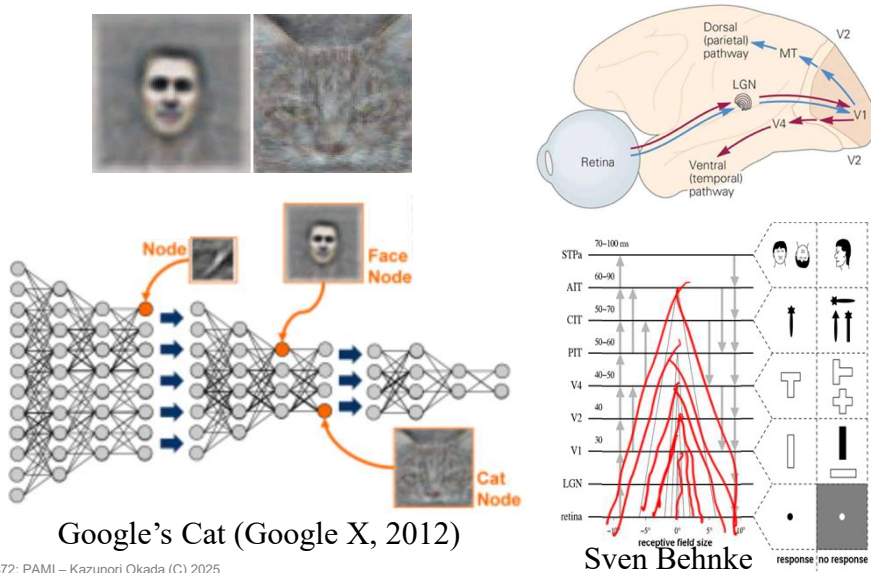 Dorsal
(parietal)
pathway
MT
V2
LGN
V1
V4
Retina
V2
Ventral
(temporal)
pathway
Node
Face
Node
Cat
Node
Google's Cat (Google X, 2012)
70−100 ms
STPa
60−90
AIT
50−70
CIT
50−60
PIT
40−50
V4
40
V2
30
V1
LGN
retina
−10° −5° 0° 5° 10°
receptive field size
response no response
Sven Behnke
72: PAMI – Kazunori Okada (C) 2025